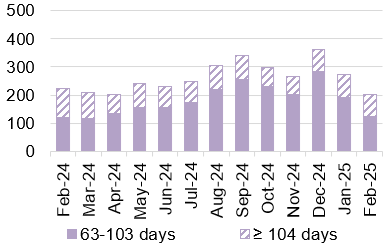 500
400
300
200
100
0
Feb-24
Mar-24
Apr-24
May-24
Jun-24
Jul-24
Aug-24
Sep-24
Oct-24
Nov-24
Dec-24
Jan-25
Feb-25
63-103 days
≥ 104 days